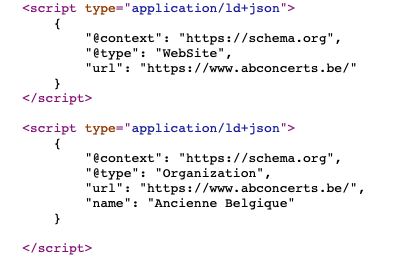 <script type="application/ld+json">
    {
        "@context": "https://schema.org",
        "@type": "WebSite",
        "url": "https://www.abconcerts.be/"
    }
</script>

<script type="application/ld+json">
    {
        "@context": "https://schema.org",
        "@type": "Organization",
        "url": "https://www.abconcerts.be/",
        "name": "Ancienne Belgique"
    }

</script>